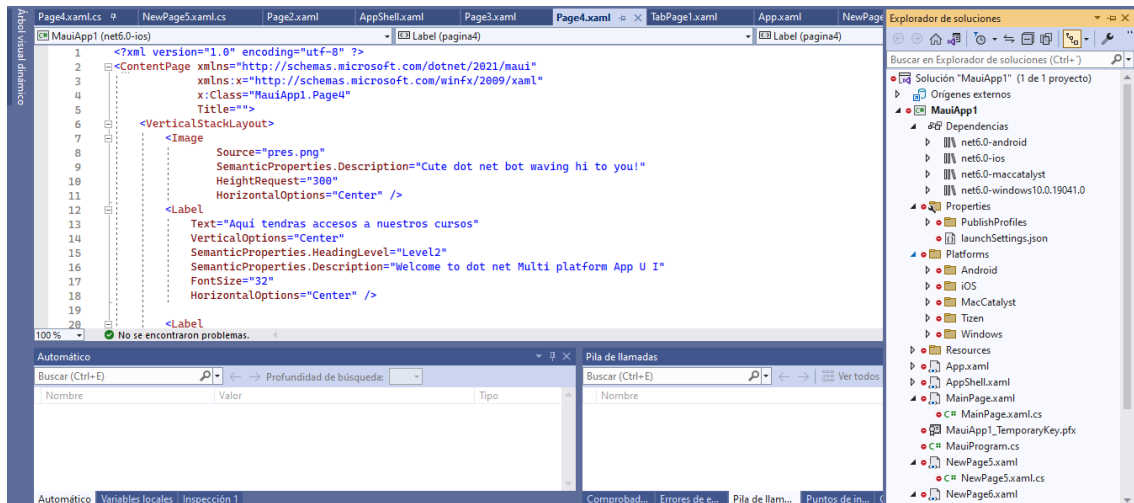 Árbol visual dinámico
Page4.xaml.cs NewPage5.xaml.cs Page2.xaml AppShell.xaml Page3.xaml Page4.xaml TabPage1.xaml App.xaml NewPage
MauiApp1 (net6.0-ios) Label (pagina4) Label (pagina4)
1 <?xml version="1.0" encoding="utf-8" ?>
2 <ContentPage xmlns="http://schemas.microsoft.com/dotnet/2021/maui"
3 xmlns:x="http://schemas.microsoft.com/winfx/2009/xaml"
4 x:Class="MauiApp1.Page4"
5 Title="">
6 <VerticalStackLayout>
7 <Image
8 Source="pres.png"
9 SemanticProperties.Description="Cute dot net bot waving hi to you!"
10 HeightRequest="300"
11 HorizontalOptions="Center" />
12 <Label
13 Text="Aquí tendras accesos a nuestros cursos"
14 VerticalOptions="Center"
15 SemanticProperties.HeadingLevel="Level2"
16 SemanticProperties.Description="Welcome to dot net Multi platform App U I"
17 FontSize="32"
18 HorizontalOptions="Center" />
19
20 <Label
100 % No se encontraron problemas.
Automático
Buscar (Ctrl+E) Profundidad de búsqueda:
Nombre Valor Tipo
Automático Variables locales Inspección 1
Pila de llamadas
Buscar (Ctrl+E) Ver todos
Nombre
Comprobad... Errores de e... Pila de llam... Puntos de in...
Explorador de soluciones
Buscar en Explorador de soluciones (Ctrl+´)
Solución "MauiApp1" (1 de 1 proyecto)
Orígenes externos
MauiApp1
Dependencias
net6.0-android
net6.0-ios
net6.0-maccatalyst
net6.0-windows10.0.19041.0
Properties
PublishProfiles
launchSettings.json
Platforms
Android
iOS
MacCatalyst
Tizen
Windows
Resources
App.xaml
AppShell.xaml
MainPage.xaml
C# MainPage.xaml.cs
MauiApp1_TemporaryKey.pfx
C# MauiProgram.cs
NewPage5.xaml
C# NewPage5.xaml.cs
NewPage6.xaml